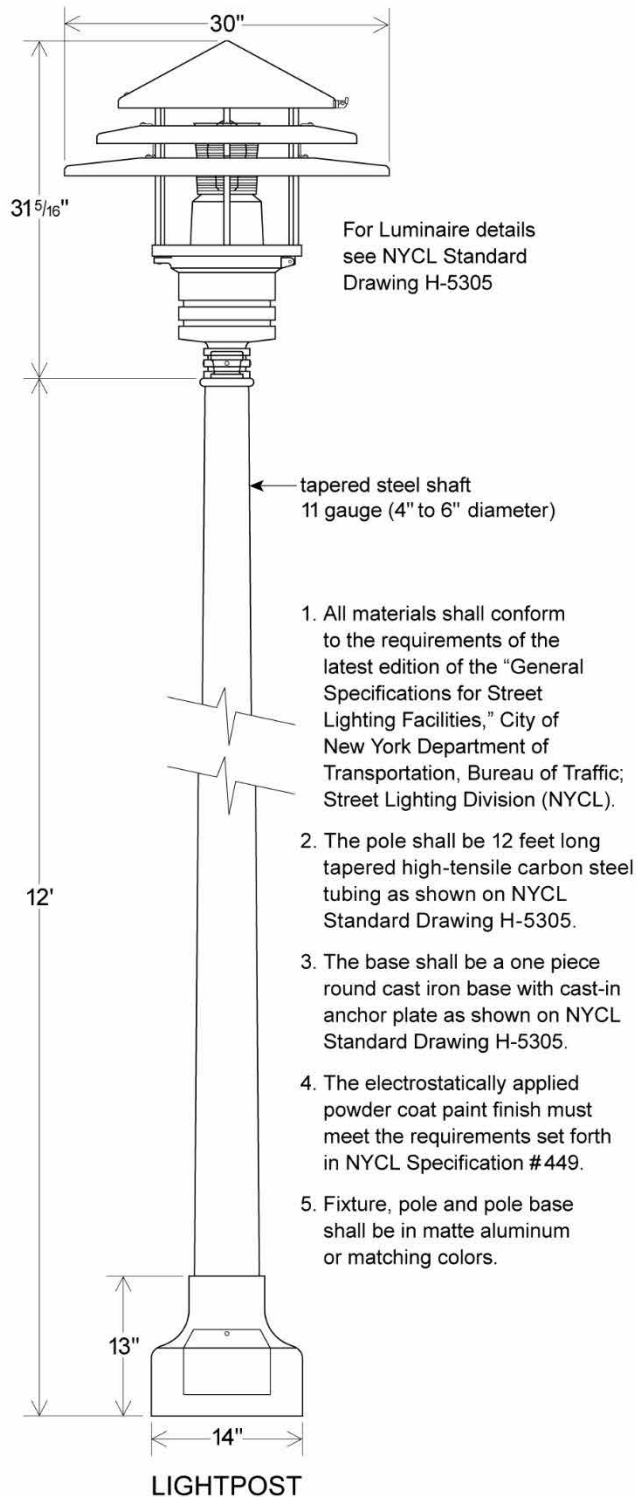 30"
31 5/16"
For Luminaire details
see NYCL Standard
Drawing H-5305
tapered steel shaft
11 gauge (4" to 6" diameter)
1. All materials shall conform
to the requirements of the
latest edition of the “General
Specifications for Street
Lighting Facilities,” City of
New York Department of
Transportation, Bureau of Traffic;
Street Lighting Division (NYCL).
2. The pole shall be 12 feet long
tapered high-tensile carbon steel
tubing as shown on NYCL
Standard Drawing H-5305.
12'
3. The base shall be a one piece
round cast iron base with cast-in
anchor plate as shown on NYCL
Standard Drawing H-5305.
4. The electrostatically applied
powder coat paint finish must
meet the requirements set forth
in NYCL Specification #449.
5. Fixture, pole and pole base
shall be in matte aluminum
or matching colors.
13"
14"
LIGHTPOST